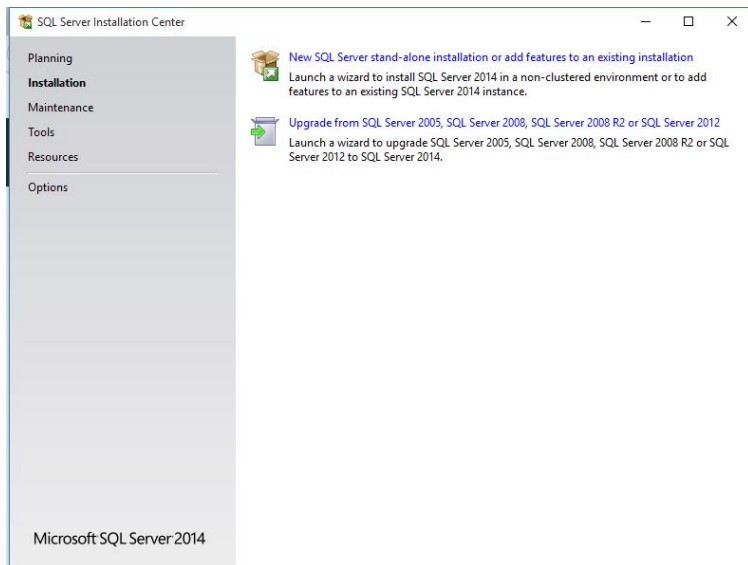 SQL Server Installation Center
Planning
Installation
Maintenance
Tools
Resources
Options
New SQL Server stand-alone installation or add features to an existing installation
Launch a wizard to install SQL Server 2014 in a non-clustered environment or to add
features to an existing SQL Server 2014 instance.
Upgrade from SQL Server 2005, SQL Server 2008, SQL Server 2008 R2 or SQL Server 2012
Launch a wizard to upgrade SQL Server 2005, SQL Server 2008, SQL Server 2008 R2 or SQL
Server 2012 to SQL Server 2014.
Microsoft SQL Server 2014